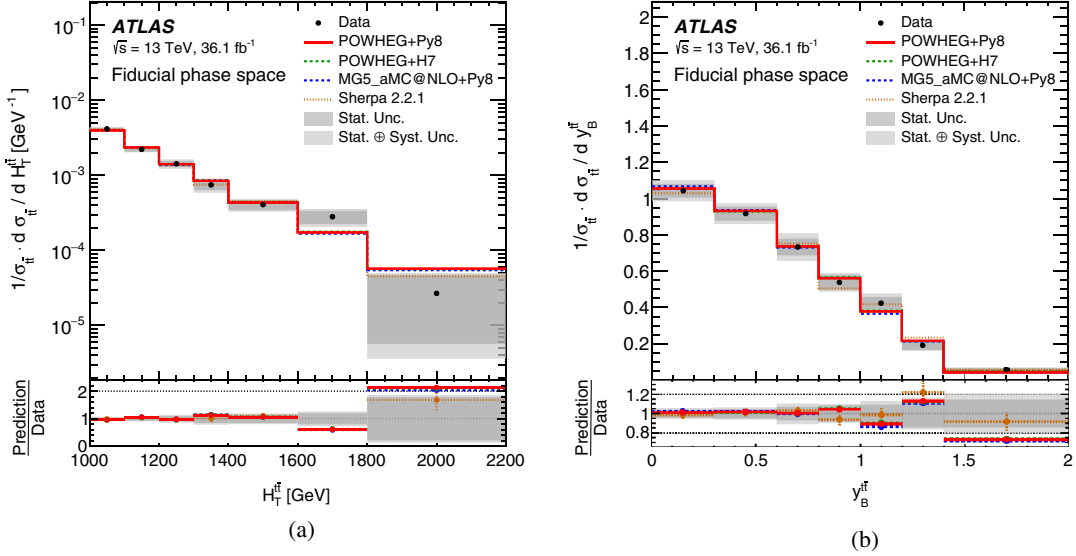 ATLAS
√s = 13 TeV, 36.1 fb⁻¹
Fiducial phase space
Data
POWHEG+Py8
POWHEG+H7
MG5_aMC@NLO+Py8
Sherpa 2.2.1
Stat. Unc.
Stat. ⊕ Syst. Unc.
1/σ_tt̄ · d σ_tt̄ / d H_T^tt̄ [GeV⁻¹]
10⁻¹
10⁻²
10⁻³
10⁻⁴
10⁻⁵
Prediction
Data
2
1
0
1000 1200 1400 1600 1800 2000 2200
H_T^tt̄ [GeV]
(a)
ATLAS
√s = 13 TeV, 36.1 fb⁻¹
Fiducial phase space
Data
POWHEG+Py8
POWHEG+H7
MG5_aMC@NLO+Py8
Sherpa 2.2.1
Stat. Unc.
Stat. ⊕ Syst. Unc.
1/σ_tt̄ · d σ_tt̄ / d y_B^tt̄
2
1.8
1.6
1.4
1.2
1
0.8
0.6
0.4
0.2
Prediction
Data
1.2
1
0.8
0 0.5 1 1.5 2
y_B^tt̄
(b)